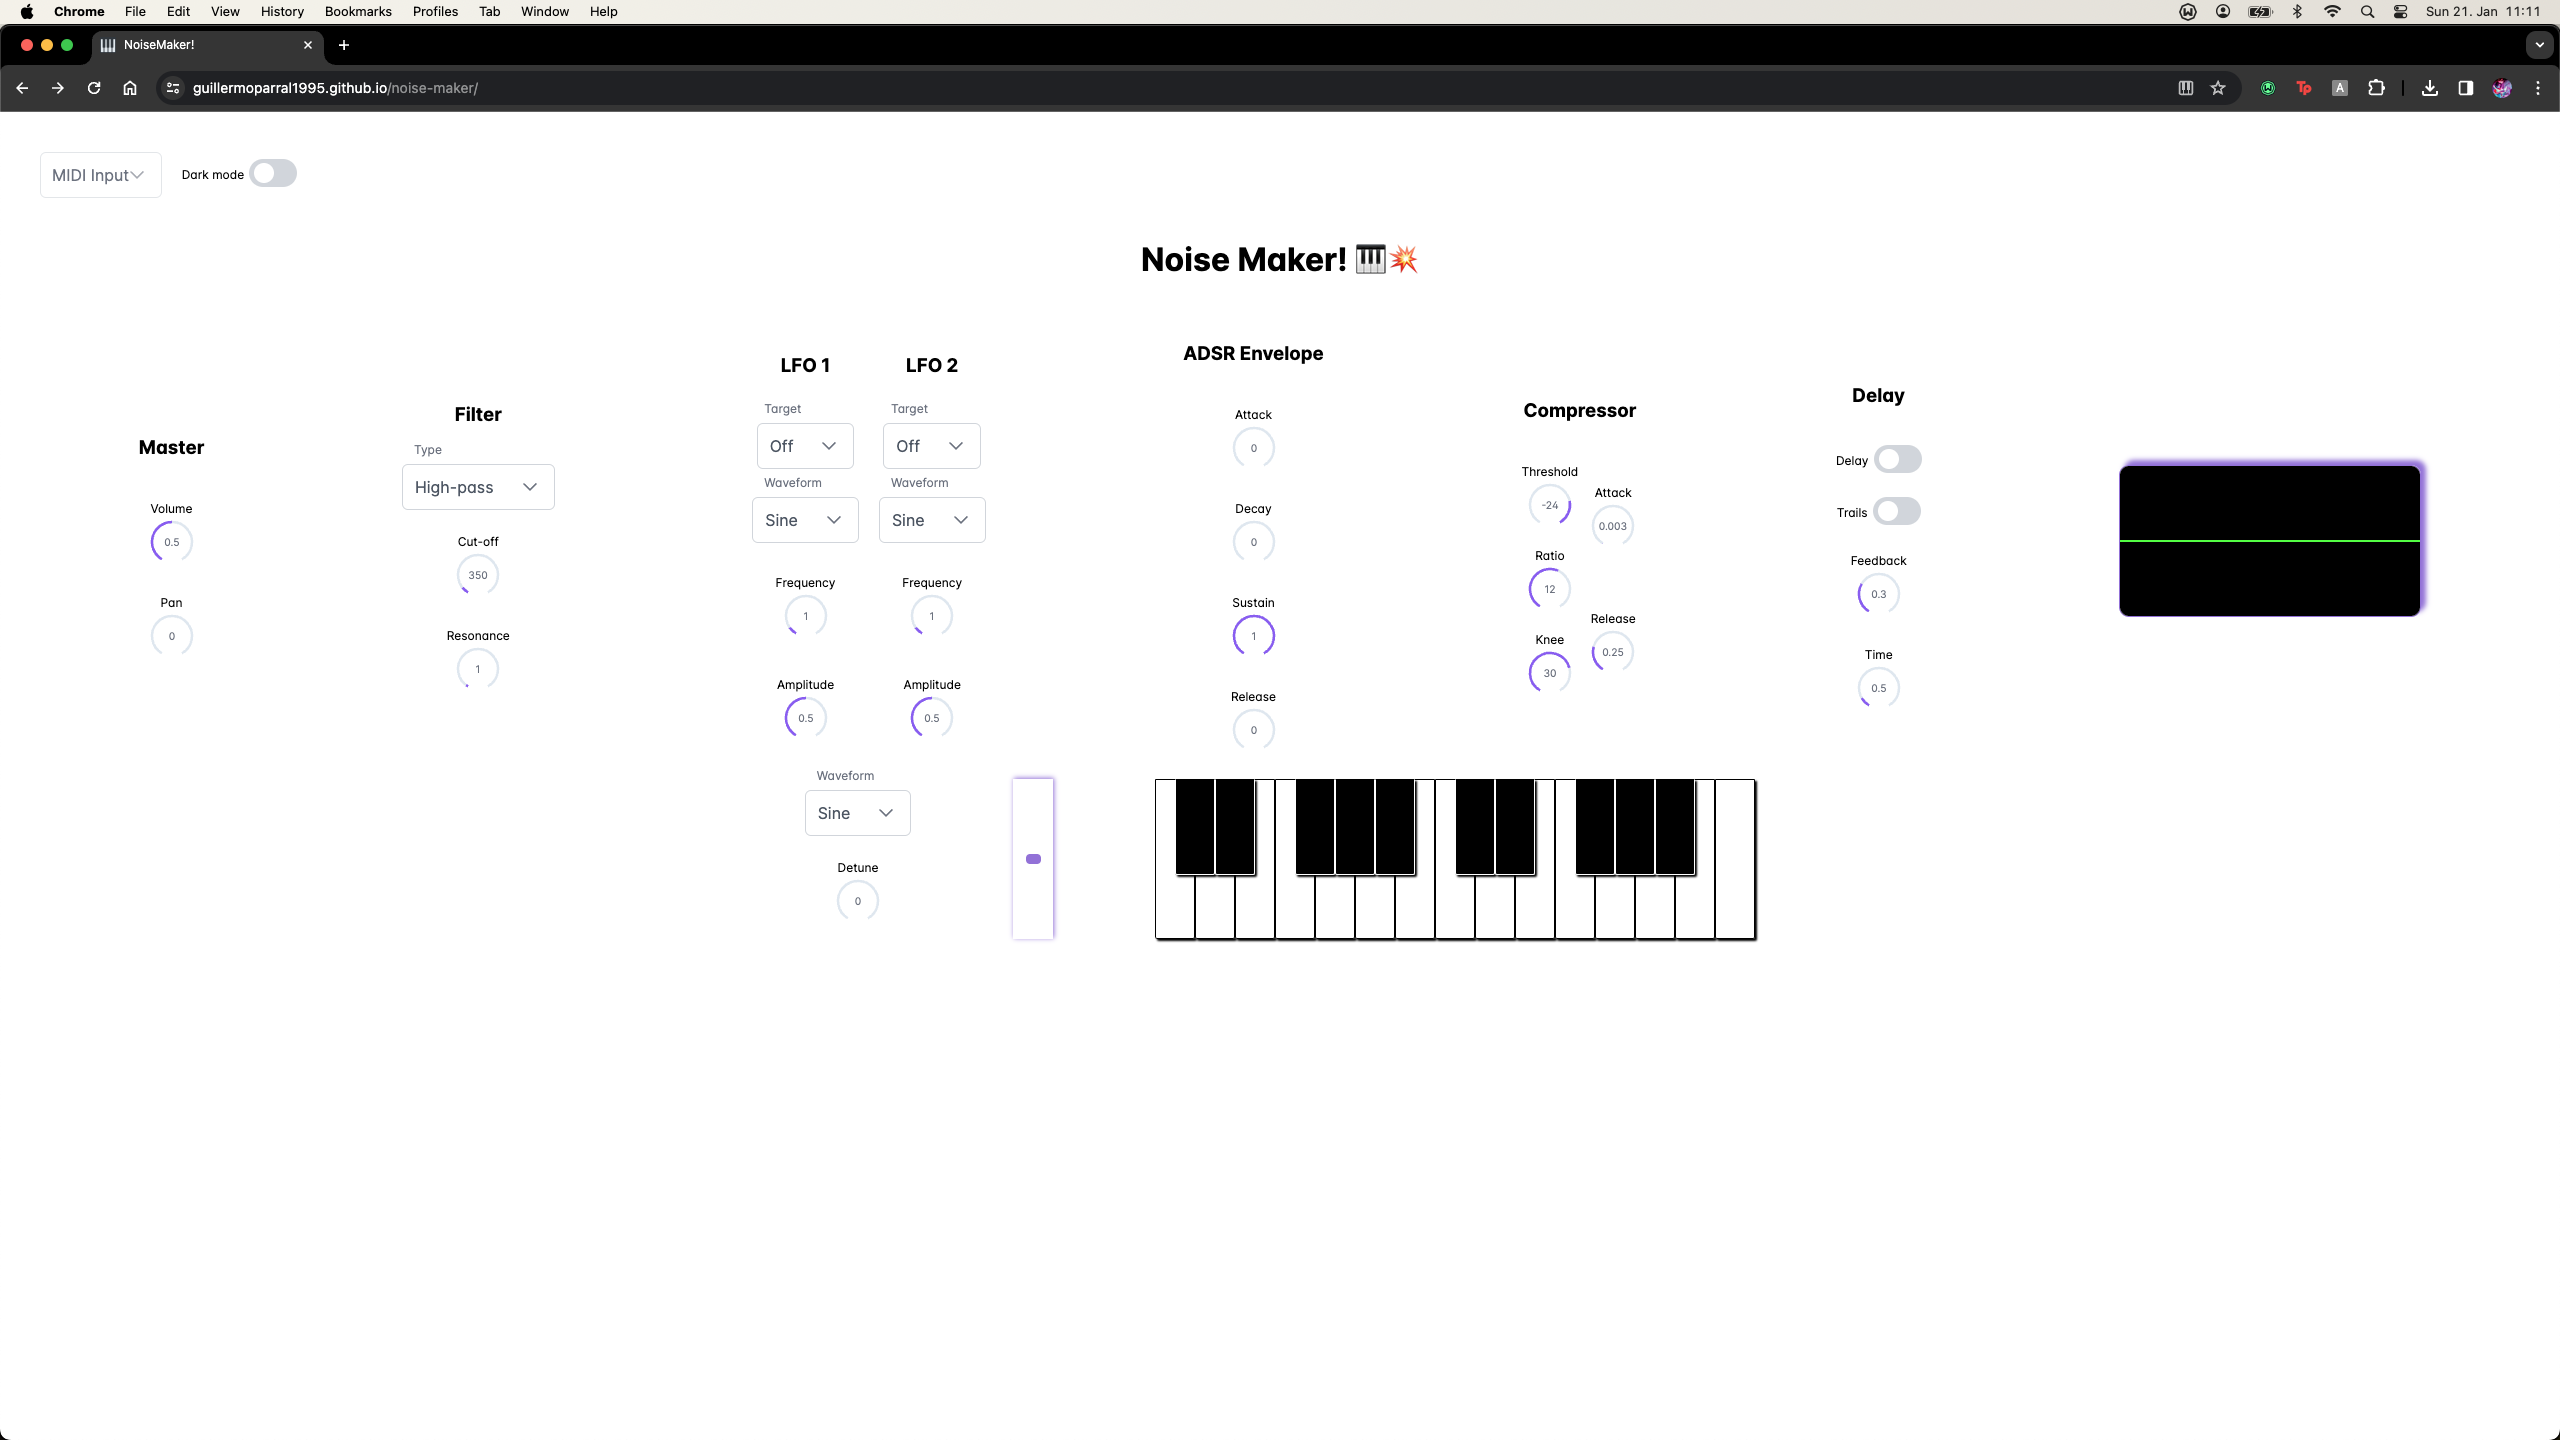 Chrome File Edit View History Bookmarks Profiles Tab Window Help Sun 21. Jan 11:11
NoiseMaker!
guillermoparral1995.github.io/noise-maker/
MIDI Input Dark mode
Noise Maker! 🎹💥
Master
Volume
0.5
Pan
0
Filter
Type
High-pass
Cut-off
350
Resonance
1
LFO 1
Target
Off
Waveform
Sine
Frequency
1
Amplitude
0.5
LFO 2
Target
Off
Waveform
Sine
Frequency
1
Amplitude
0.5
ADSR Envelope
Attack
0
Decay
0
Sustain
1
Release
0
Compressor
Threshold
-24
Ratio
12
Knee
30
Attack
0.003
Release
0.25
Delay
Delay
Trails
Feedback
0.3
Time
0.5
Waveform
Sine
Detune
0